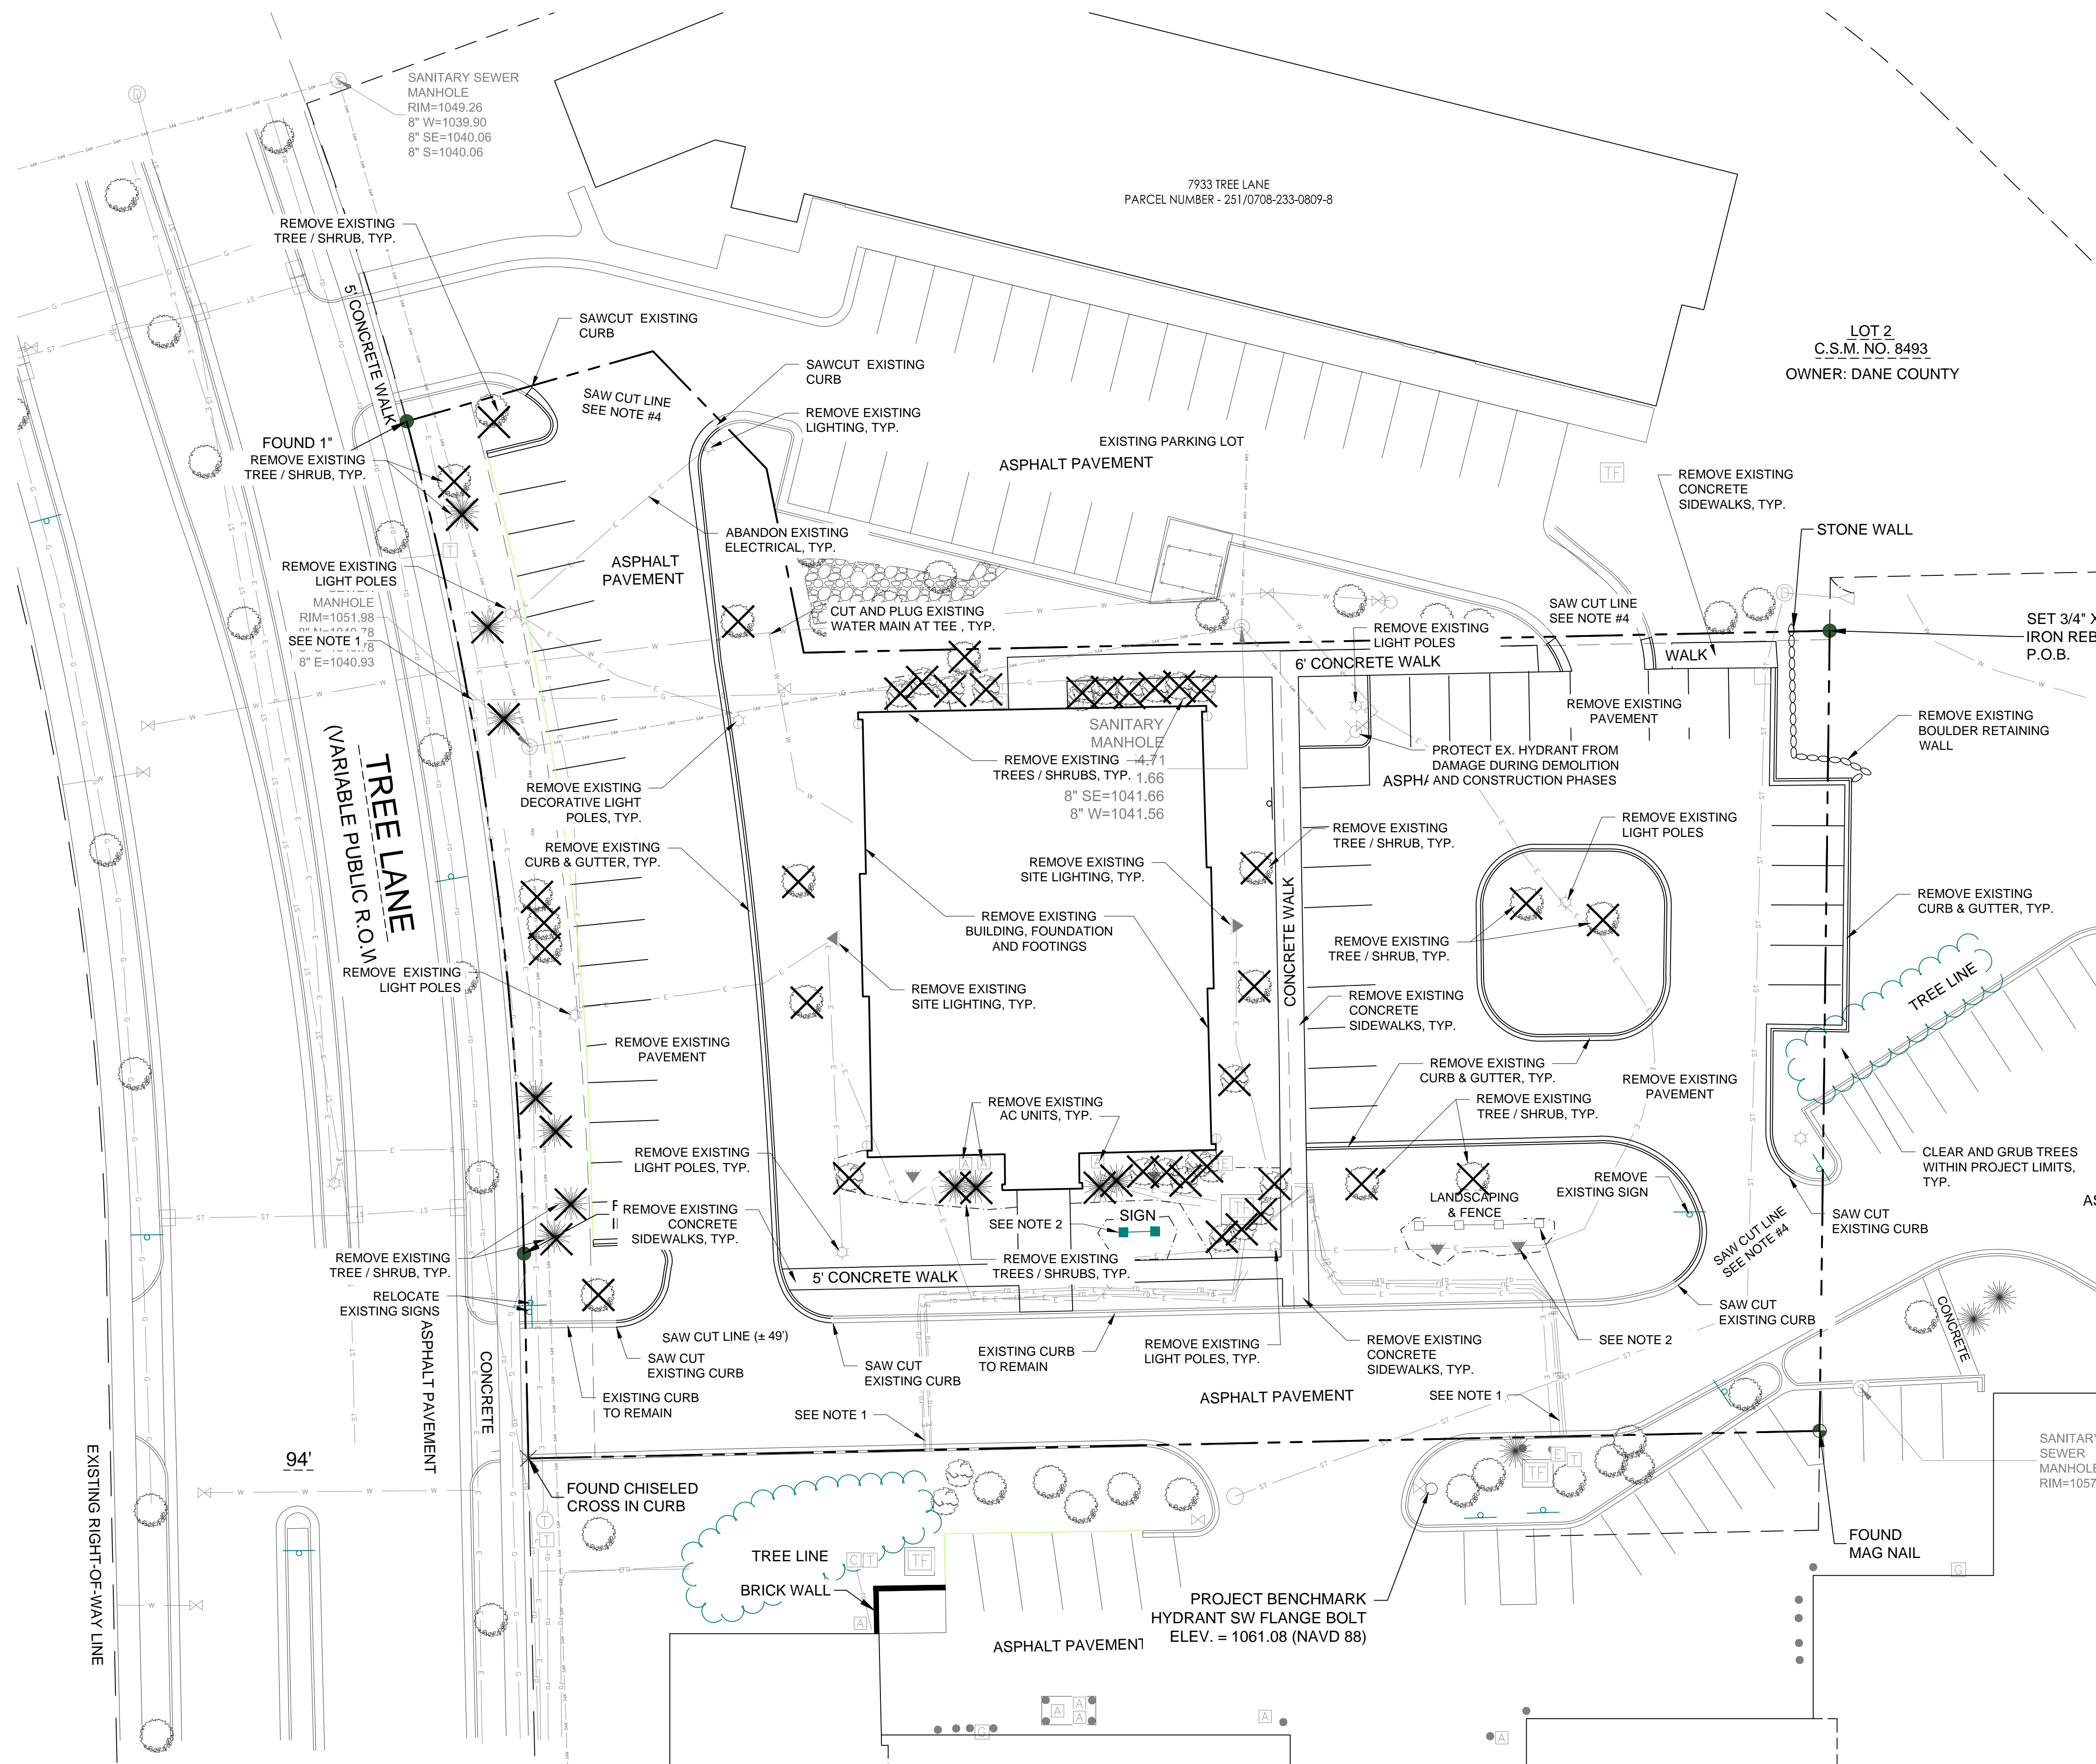 SANITARY SEWER
MANHOLE
RIM=1049.26
8" W=1039.90
8" SE=1040.06
8" S=1040.06
7933 TREE LANE
PARCEL NUMBER - 251/0708-233-0809-8
REMOVE EXISTING
TREE / SHRUB, TYP.
5' CONCRETE WALK
SAWCUT EXISTING
CURB
SAW CUT LINE
SEE NOTE #4
SAWCUT EXISTING
CURB
REMOVE EXISTING
LIGHTING, TYP.
LOT 2
C.S.M. NO. 8493
OWNER: DANE COUNTY
FOUND 1"
REMOVE EXISTING
TREE / SHRUB, TYP.
EXISTING PARKING LOT
ASPHALT PAVEMENT
TF
REMOVE EXISTING
CONCRETE
SIDEWALKS, TYP.
STONE WALL
ABANDON EXISTING
ELECTRICAL, TYP.
ASPHALT
PAVEMENT
REMOVE EXISTING
LIGHT POLES
MANHOLE
RIM=1051.98
SEE NOTE 1
8" E=1040.93
CUT AND PLUG EXISTING
WATER MAIN AT TEE , TYP.
REMOVE EXISTING
LIGHT POLES
SAW CUT LINE
SEE NOTE #4
SET 3/4" X
IRON REB
P.O.B.
6' CONCRETE WALK
WALK
REMOVE EXISTING
PAVEMENT
REMOVE EXISTING
BOULDER RETAINING
WALL
TREE LANE
(VARIABLE PUBLIC R.O.W
SANITARY
MANHOLE
4.71
1.66
8" SE=1041.66
8" W=1041.56
REMOVE EXISTING
TREES / SHRUBS, TYP.
PROTECT EX. HYDRANT FROM
DAMAGE DURING DEMOLITION
AND CONSTRUCTION PHASES
ASPHA
REMOVE EXISTING
DECORATIVE LIGHT
POLES, TYP.
REMOVE EXISTING
CURB & GUTTER, TYP.
REMOVE EXISTING
SITE LIGHTING, TYP.
REMOVE EXISTING
TREE / SHRUB, TYP.
REMOVE EXISTING
LIGHT POLES
REMOVE EXISTING
CURB & GUTTER, TYP.
REMOVE EXISTING
BUILDING, FOUNDATION
AND FOOTINGS
CONCRETE WALK
REMOVE EXISTING
TREE / SHRUB, TYP.
REMOVE EXISTING
LIGHT POLES
REMOVE EXISTING
SITE LIGHTING, TYP.
REMOVE EXISTING
CONCRETE
SIDEWALKS, TYP.
TREE LINE
REMOVE EXISTING
PAVEMENT
REMOVE EXISTING
CURB & GUTTER, TYP.
REMOVE EXISTING
PAVEMENT
REMOVE EXISTING
AC UNITS, TYP.
REMOVE EXISTING
TREE / SHRUB, TYP.
REMOVE EXISTING
LIGHT POLES, TYP.
CLEAR AND GRUB TREES
WITHIN PROJECT LIMITS,
TYP.
REMOVE
EXISTING SIGN
LANDSCAPING
& FENCE
REMOVE EXISTING
CONCRETE
SIDEWALKS, TYP.
SEE NOTE 2
SIGN
SAW CUT
EXISTING CURB
SAW CUT LINE
SEE NOTE #4
REMOVE EXISTING
TREE / SHRUB, TYP.
REMOVE EXISTING
TREES / SHRUBS, TYP.
5' CONCRETE WALK
RELOCATE
EXISTING SIGNS
SAW CUT
EXISTING CURB
CONCRETE
ASPHALT PAVEMENT
CONCRETE
SAW CUT LINE (± 49')
SAW CUT
EXISTING CURB
SAW CUT
EXISTING CURB
EXISTING CURB
TO REMAIN
REMOVE EXISTING
LIGHT POLES, TYP.
REMOVE EXISTING
CONCRETE
SIDEWALKS, TYP.
SEE NOTE 2
EXISTING CURB
TO REMAIN
SEE NOTE 1
ASPHALT PAVEMENT
SEE NOTE 1
EXISTING RIGHT-OF-WAY LINE
94'
FOUND CHISELED
CROSS IN CURB
SANITARY
SEWER
MANHOLE
RIM=1057
FOUND
MAG NAIL
TREE LINE
C T
TF
BRICK WALL
PROJECT BENCHMARK
HYDRANT SW FLANGE BOLT
ELEV. = 1061.08 (NAVD 88)
ASPHALT PAVEMENT